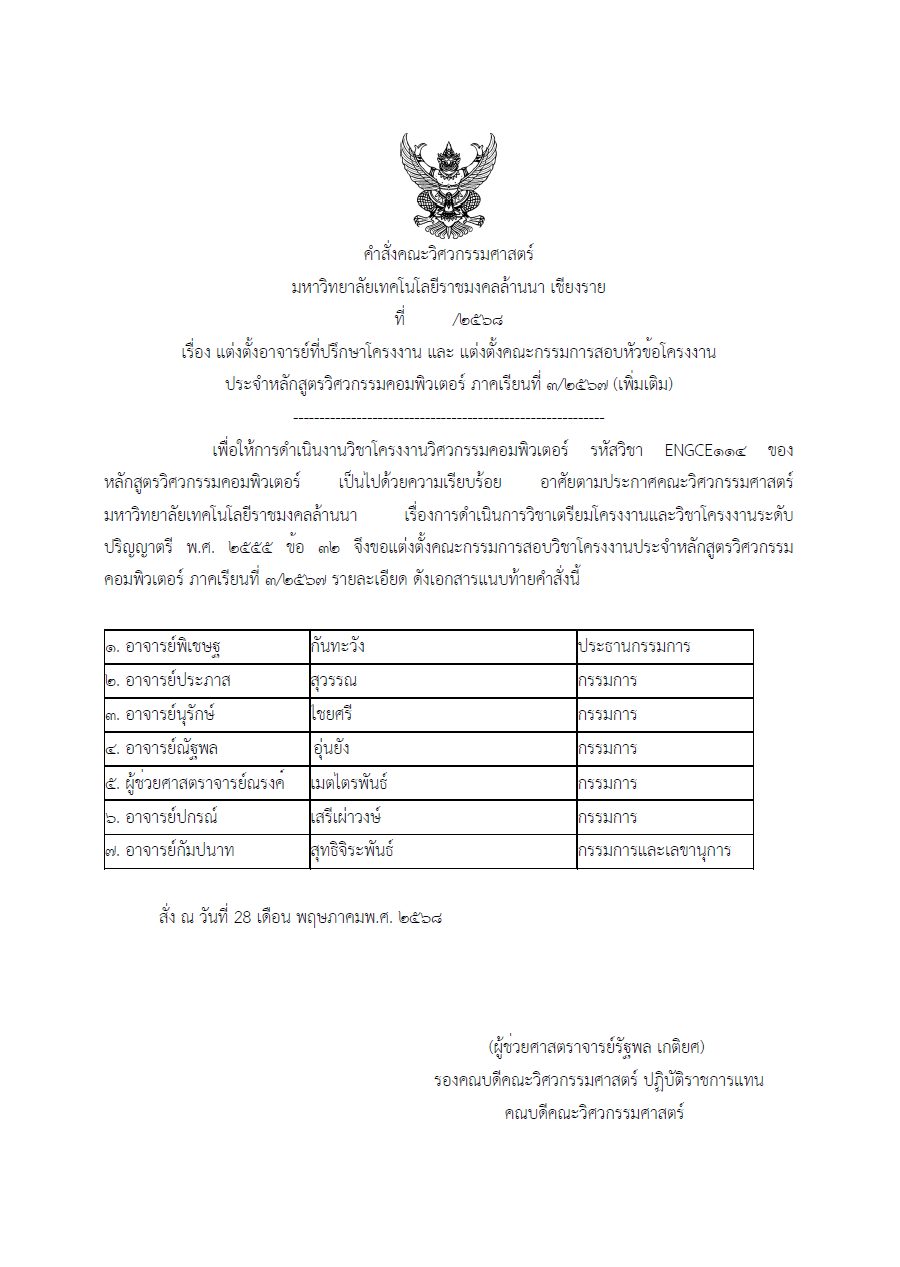 คำสั่งคณะวิศวกรรมศาสตร์
มหาวิทยาลัยเทคโนโลยีราชมงคลล้านนา เชียงราย
ที่ /๒๕๖๘
เรื่อง แต่งตั้งอาจารย์ที่ปรึกษาโครงงาน และ แต่งตั้งคณะกรรมการสอบหัวข้อโครงงาน
ประจำหลักสูตรวิศวกรรมคอมพิวเตอร์ ภาคเรียนที่ ๓/๒๕๖๗ (เพิ่มเติม)
------------------------------------------------------------
เพื่อให้การดำเนินงานวิชาโครงงานวิศวกรรมคอมพิวเตอร์ รหัสวิชา ENGCE๑๑๔ ของ
หลักสูตรวิศวกรรมคอมพิวเตอร์ เป็นไปด้วยความเรียบร้อย อาศัยตามประกาศคณะวิศวกรรมศาสตร์
มหาวิทยาลัยเทคโนโลยีราชมงคลล้านนา เรื่องการดำเนินการวิชาเตรียมโครงงานและวิชาโครงงานระดับ
ปริญญาตรี พ.ศ. ๒๕๕๕ ข้อ ๓๒ จึงขอแต่งตั้งคณะกรรมการสอบวิชาโครงงานประจำหลักสูตรวิศวกรรม
คอมพิวเตอร์ ภาคเรียนที่ ๓/๒๕๖๗ รายละเอียด ดังเอกสารแนบท้ายคำสั่งนี้
๑. อาจารย์พิเชษฐ กันทะวัง ประธานกรรมการ
๒. อาจารย์ประภาส สุวรรณ กรรมการ
๓. อาจารย์นุรักษ์ ไชยศรี กรรมการ
๔. อาจารย์ณัฐพล อุ่นยัง กรรมการ
๕. ผู้ช่วยศาสตราจารย์ณรงค์ เมตไตรพันธ์ กรรมการ
๖. อาจารย์ปกรณ์ เสรีเผ่าวงษ์ กรรมการ
๗. อาจารย์กัมปนาท สุทธิจิระพันธ์ กรรมการและเลขานุการ
สั่ง ณ วันที่ 28 เดือน พฤษภาคมพ.ศ. ๒๕๖๘
(ผู้ช่วยศาสตราจารย์รัฐพล เกติยศ)
รองคณบดีคณะวิศวกรรมศาสตร์ ปฏิบัติราชการแทน
คณบดีคณะวิศวกรรมศาสตร์